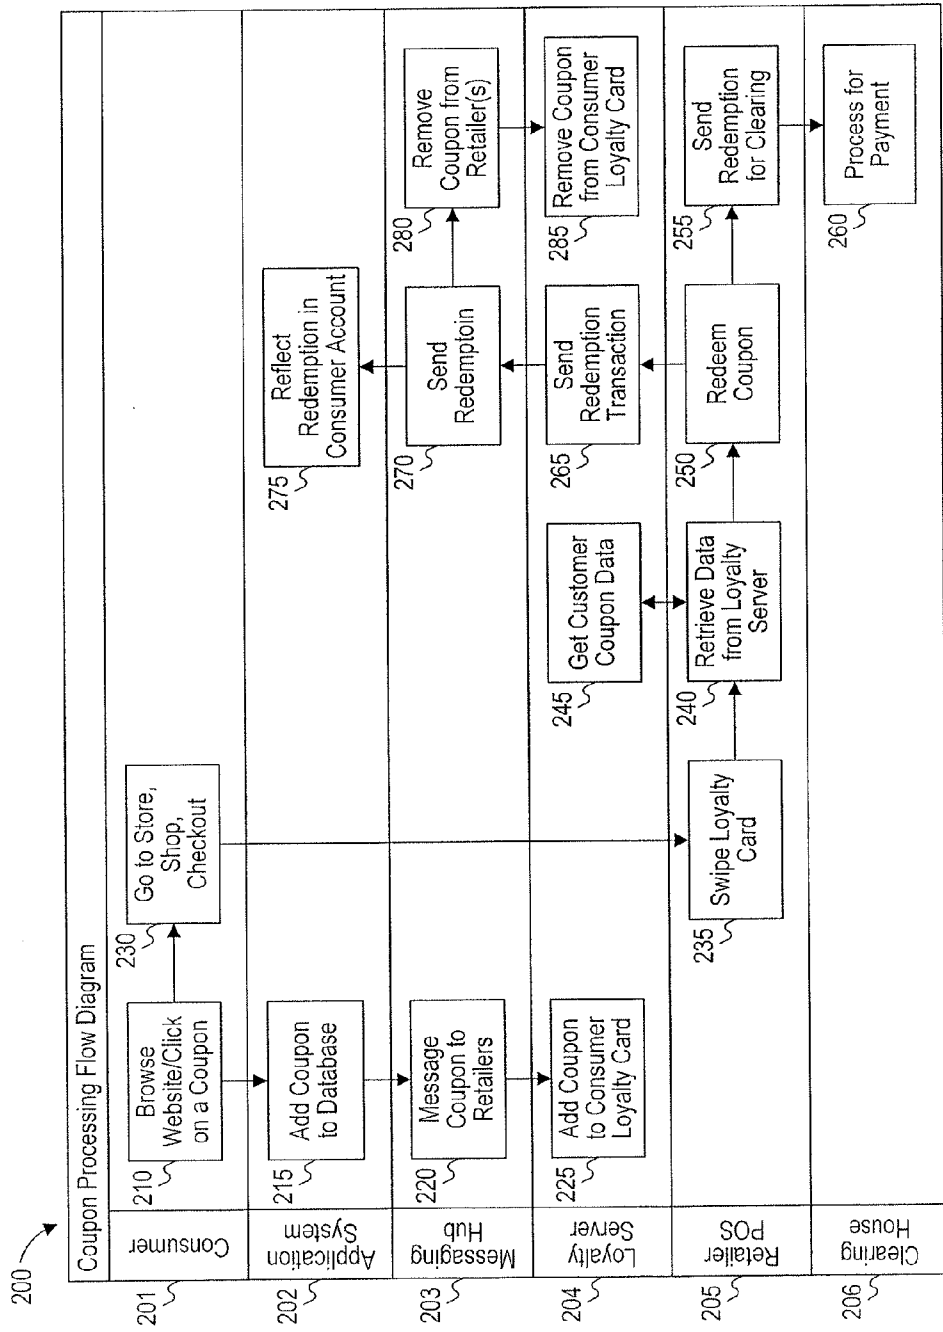 200
Coupon Processing Flow Diagram
201
Consumer
210
Browse
Website/Click
on a Coupon
230
Go to Store,
Shop,
Checkout
202
Application
System
215
Add Coupon
to Database
275
Reflect
Redemption in
Consumer Account
203
Messaging
Hub
220
Message
Coupon to
Retailers
270
Send
Redemptoin
280
Remove
Coupon from
Retailer(s)
204
Loyalty
Server
225
Add Coupon
to Consumer
Loyalty Card
245
Get Customer
Coupon Data
265
Send
Redemption
Transaction
285
Remove Coupon
from Consumer
Loyalty Card
205
Retailer
POS
235
Swipe Loyalty
Card
240
Retrieve Data
from Loyalty
Server
250
Redeem
Coupon
255
Send
Redemption
for Clearing
206
Clearing
House
260
Process for
Payment